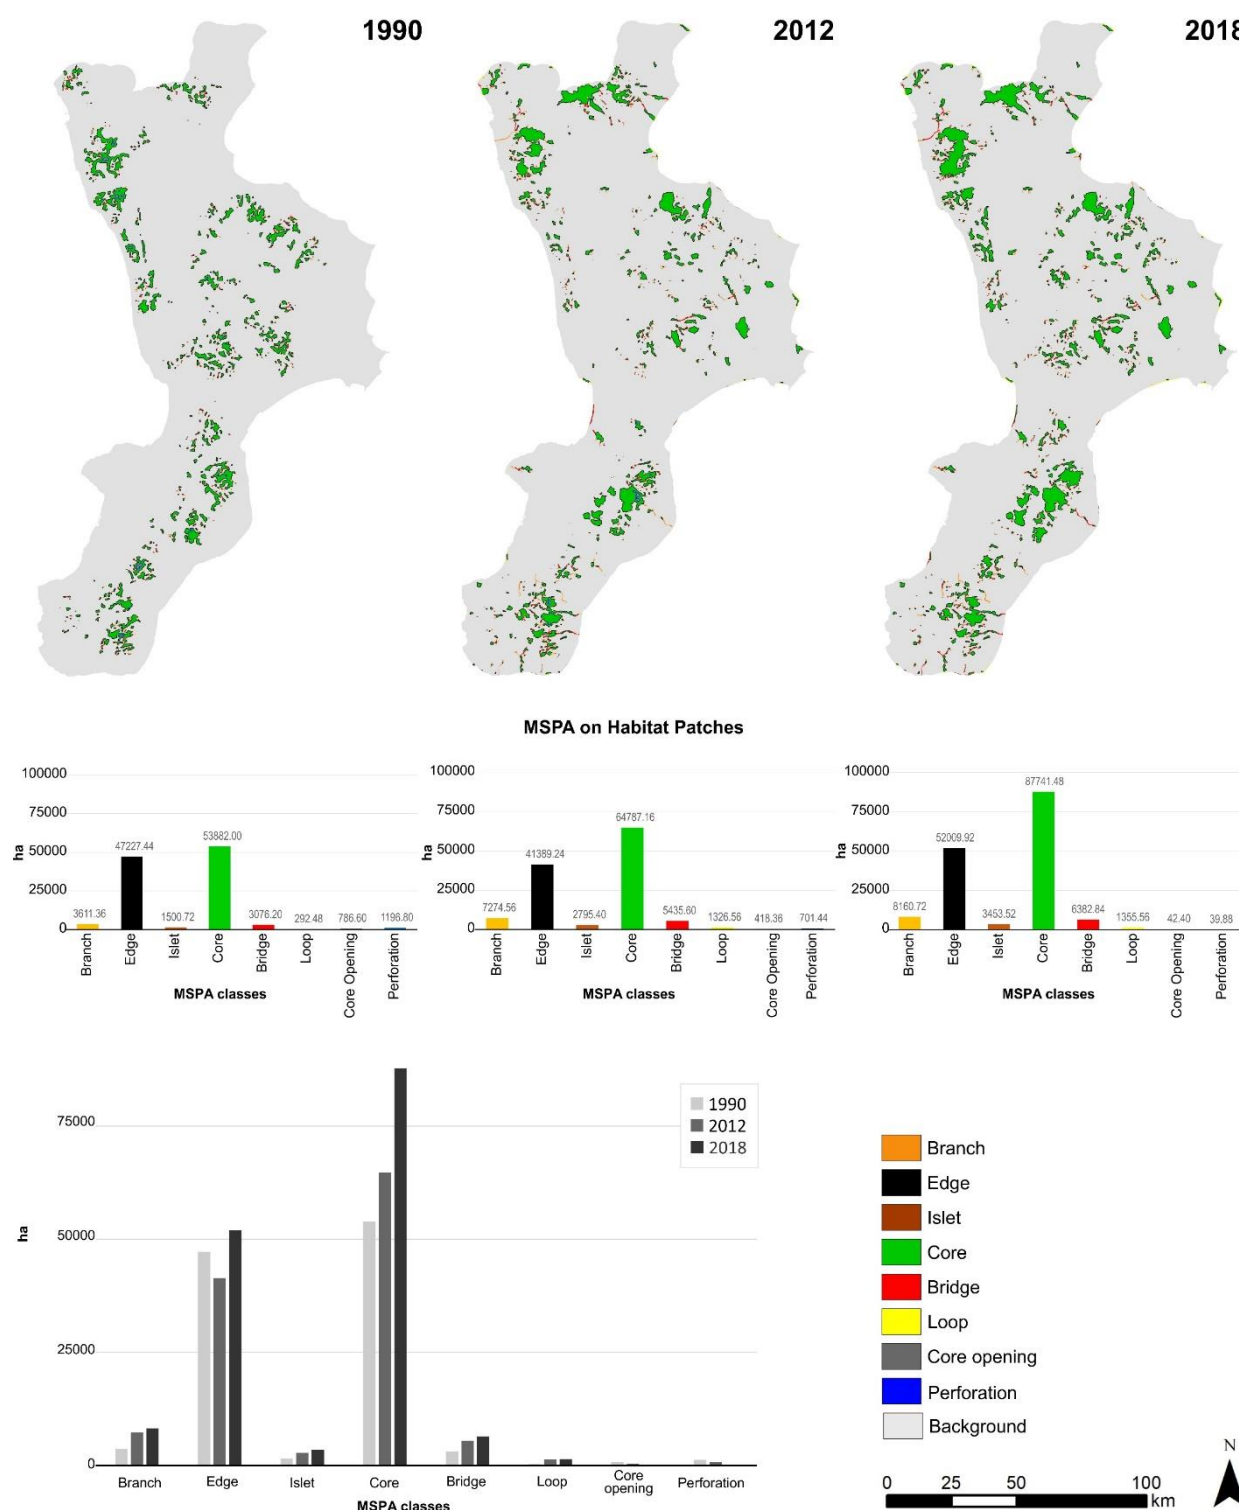 1990
2012
2018
MSPA on Habitat Patches
100000
75000
50000
25000
0
ha
3611.36
47227.44
1500.72
53882.00
3076.20
292.48
786.60
1196.80
Branch
Edge
Islet
Core
Bridge
Loop
Core Opening
Perforation
MSPA classes
100000
75000
50000
25000
0
ha
7274.56
41389.24
2795.40
64787.16
5435.60
1326.56
418.36
701.44
Branch
Edge
Islet
Core
Bridge
Loop
Core Opening
Perforation
MSPA classes
100000
75000
50000
25000
0
ha
8160.72
52009.92
3453.52
87741.48
6382.84
1355.56
42.40
39.88
Branch
Edge
Islet
Core
Bridge
Loop
Core Opening
Perforation
MSPA classes
75000
50000
25000
0
ha
1990
2012
2018
Branch
Edge
Islet
Core
Bridge
Loop
Core
opening
Perforation
MSPA classes
Branch
Edge
Islet
Core
Bridge
Loop
Core opening
Perforation
Background
0 25 50 100
km
N